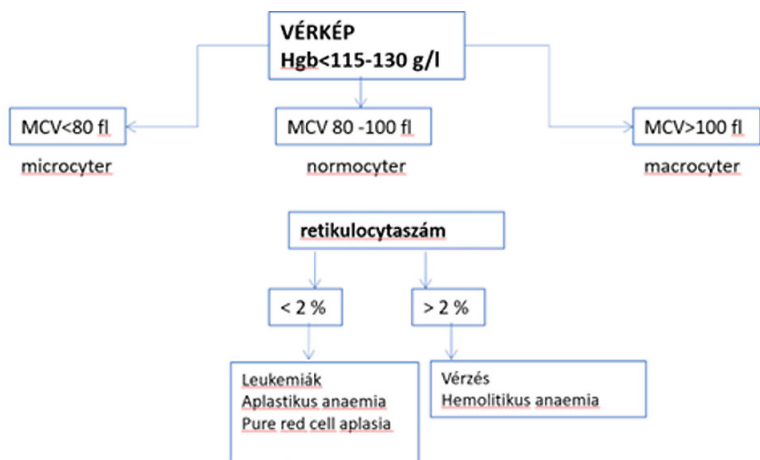 VÉRKÉP
Hgb<115-130 g/l
MCV<80 fl
MCV 80 -100 fl
MCV>100 fl
microcyter
normocyter
macrocyter
retikulocytaszám
< 2 %
> 2 %
Leukemiák
Aplastikus anaemia
Pure red cell aplasia
Vérzés
Hemolitikus anaemia